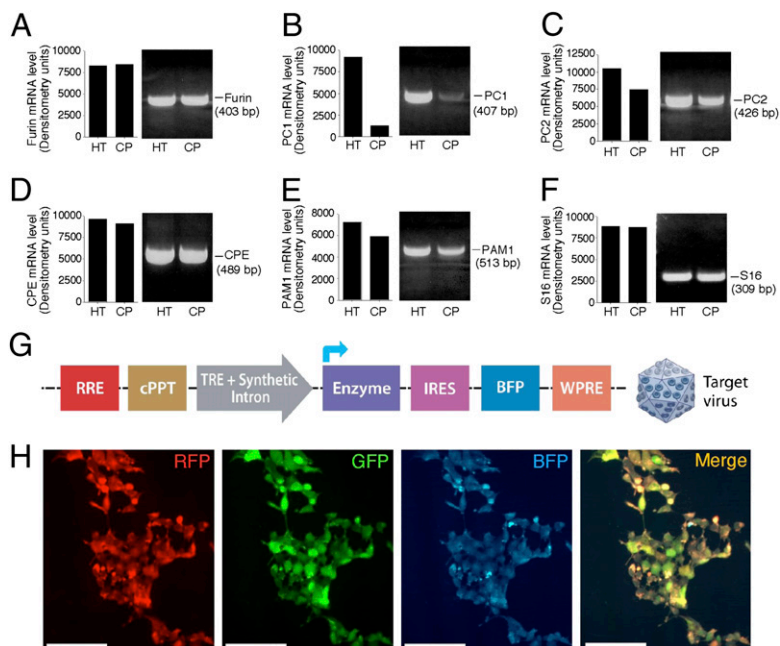 A
Furin mRNA level
(Densitometry units)
10000
7500
5000
2500
0
HT CP
HT CP
Furin
(403 bp)
B
PC1 mRNA level
(Densitometry units)
10000
7500
5000
2500
0
HT CP
HT CP
PC1
(407 bp)
C
PC2 mRNA level
(Densitometry units)
12500
10000
7500
5000
2500
0
HT CP
HT CP
PC2
(426 bp)
D
CPE mRNA level
(Densitometry units)
10000
7500
5000
2500
0
HT CP
HT CP
CPE
(489 bp)
E
PAM1 mRNA level
(Densitometry units)
8000
6000
4000
2000
0
HT CP
HT CP
PAM1
(513 bp)
F
S16 mRNA level
(Densitometry units)
10000
7500
5000
2500
0
HT CP
HT CP
S16
(309 bp)
G
RRE
cPPT
TRE + Synthetic
Intron
Enzyme
IRES
BFP
WPRE
Target
virus
H
RFP
GFP
BFP
Merge